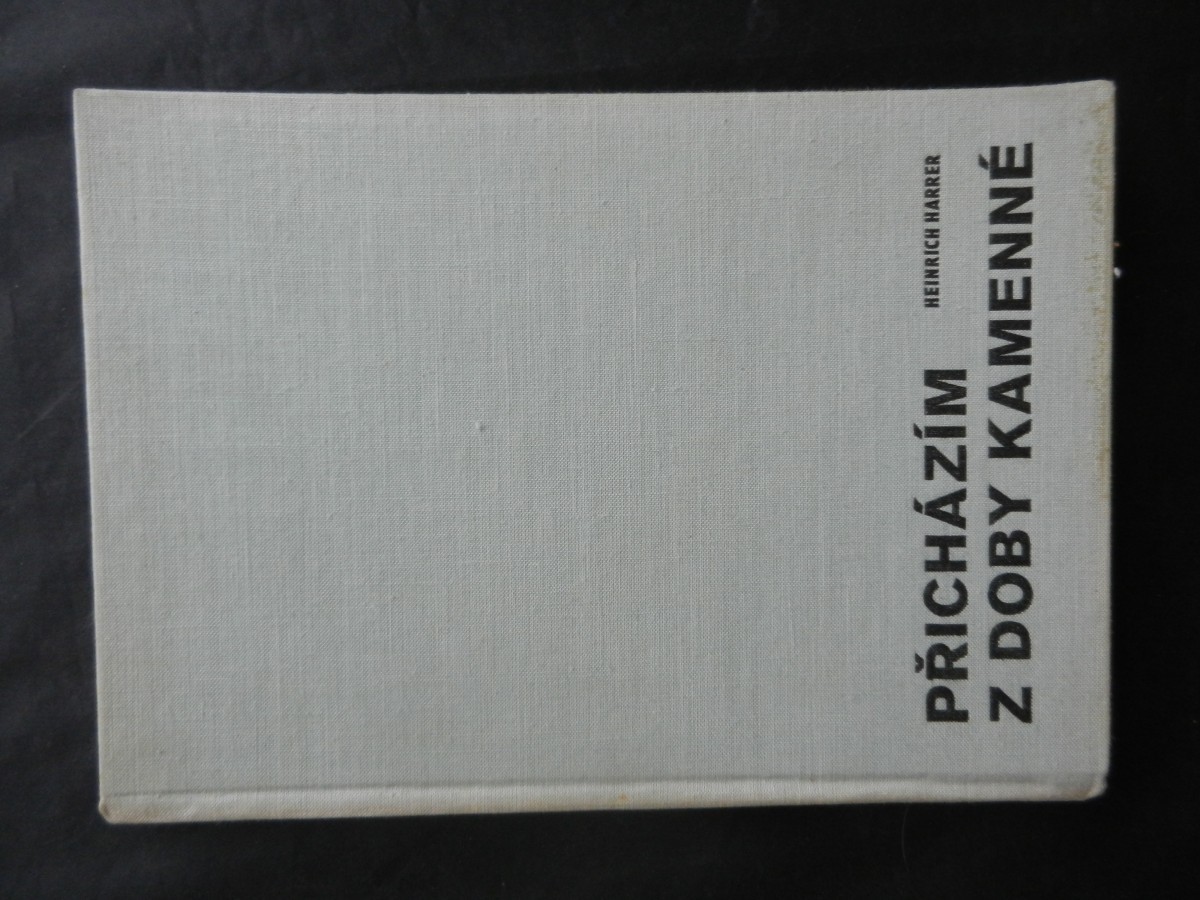 HEINRICH HARRER
PŘICHÁZÍM
Z DOBY KAMENNÉ